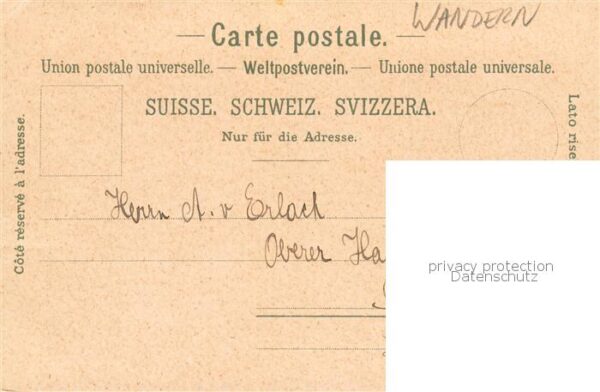 WANDERN
— Carte postale. —
Union postale universelle. — Weltpostverein. — Unione postale universale.
SUISSE. SCHWEIZ. SVIZZERA.
Nur für die Adresse.
Côté réservé à l'adresse.
Lato rise
Herrn A. v Erlach
Oberer Ha
privacy protection
Datenschutz